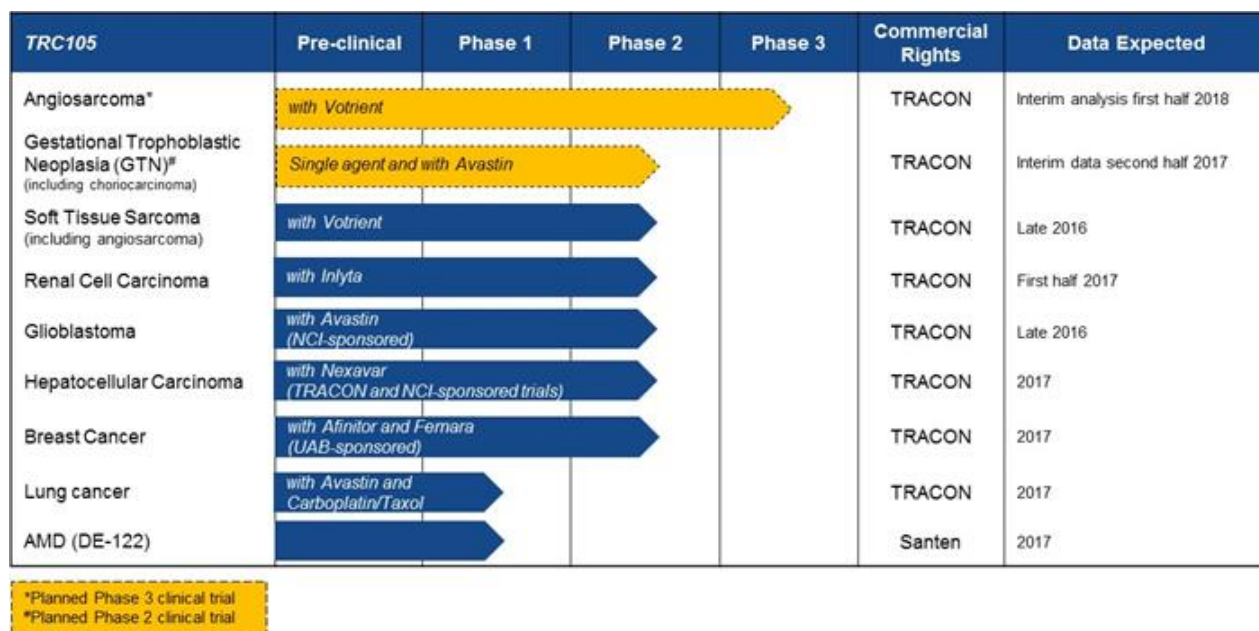 TRC105 Pre-clinical Phase 1 Phase 2 Phase 3 Commercial Rights Data Expected
Angiosarcoma* with Votrient TRACON Interim analysis first half 2018
Gestational Trophoblastic
Neoplasia (GTN)# Single agent and with Avastin TRACON Interim data second half 2017
(including choriocarcinoma)
Soft Tissue Sarcoma with Votrient TRACON Late 2016
(including angiosarcoma)
Renal Cell Carcinoma with Inlyta TRACON First half 2017
Glioblastoma with Avastin TRACON Late 2016
(NCI-sponsored)
Hepatocellular Carcinoma with Nexavar TRACON 2017
(TRACON and NCI-sponsored trials)
Breast Cancer with Afinitor and Femara TRACON 2017
(UAB-sponsored)
Lung cancer with Avastin and TRACON 2017
Carboplatin/Taxol
AMD (DE-122) Santen 2017
*Planned Phase 3 clinical trial
#Planned Phase 2 clinical trial